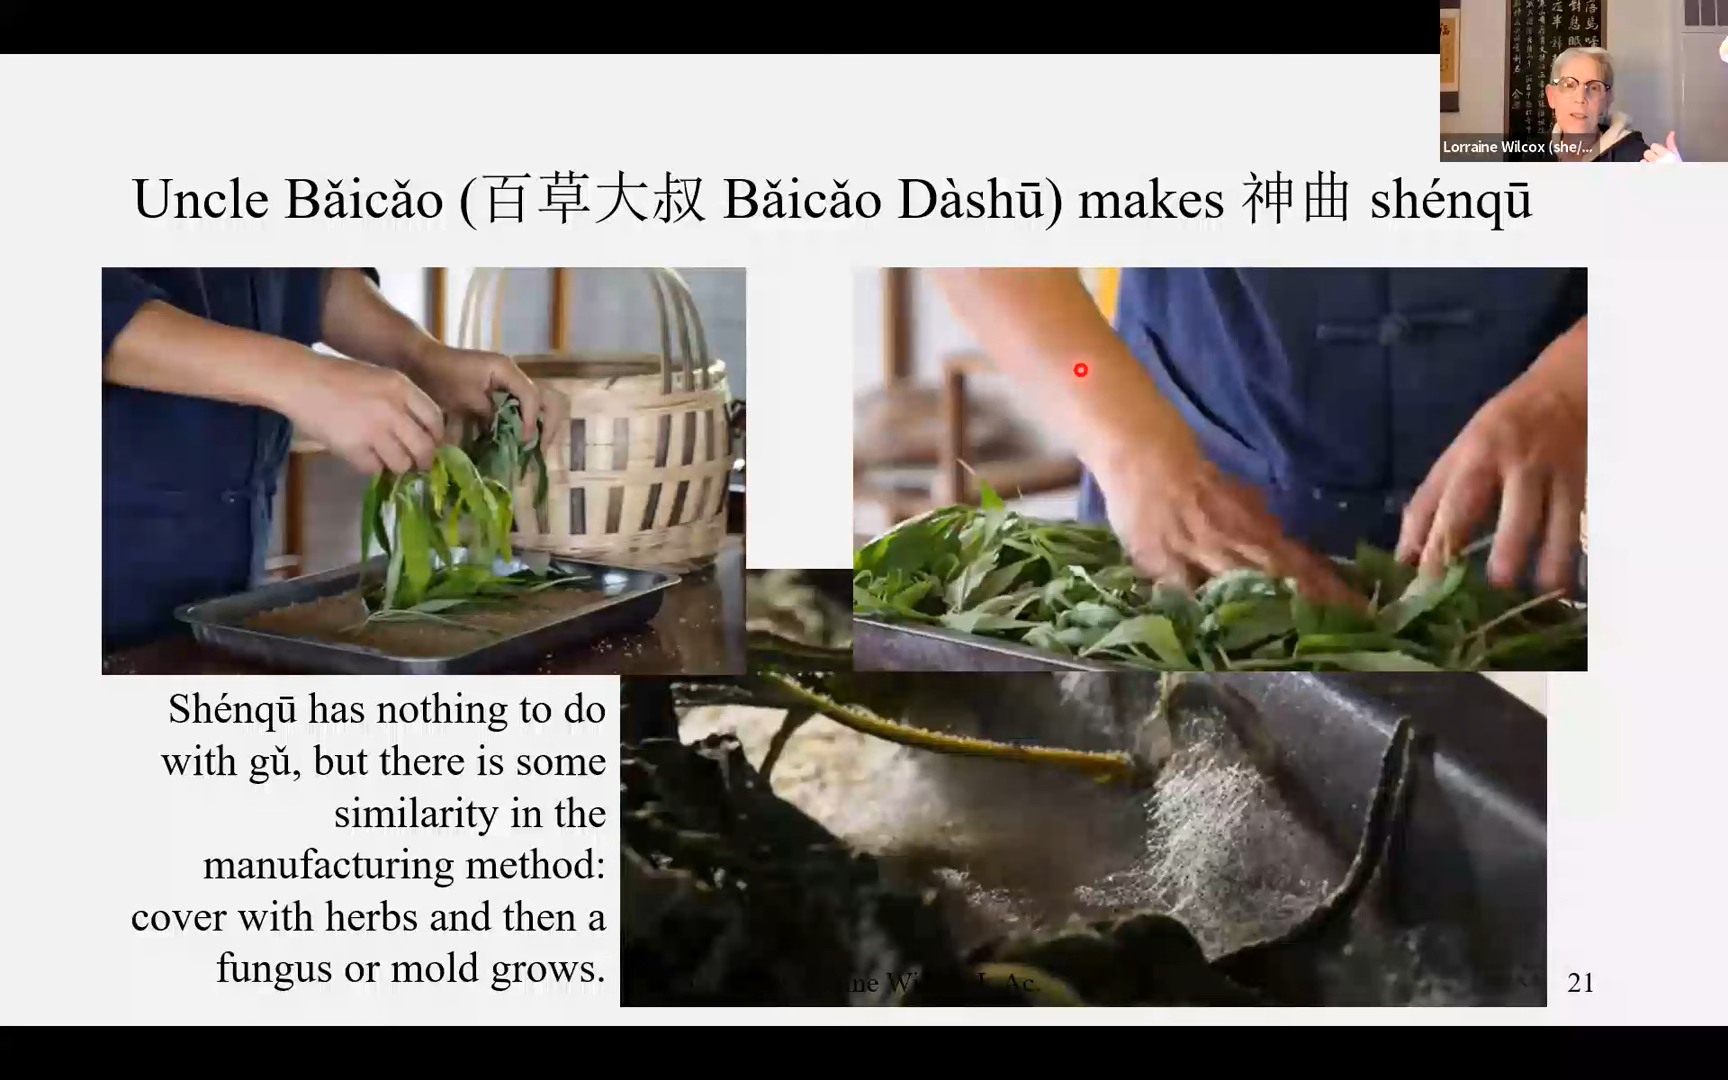 Lorraine Wilcox (she/...
Uncle Bǎicǎo (百草大叔 Bǎicǎo Dàshū) makes 神曲 shénqū
Shénqū has nothing to do
with gǔ, but there is some
similarity in the
manufacturing method:
cover with herbs and then a
fungus or mold grows.
Ac.
21